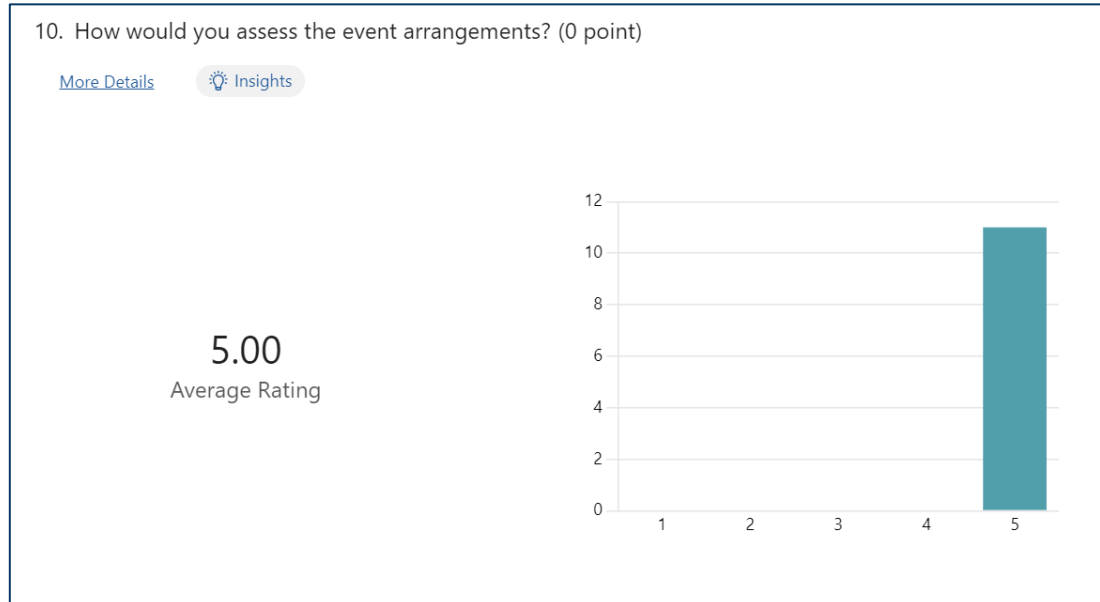 10. How would you assess the event arrangements? (0 point)
More Details
Insights
5.00
Average Rating
12
10
8
6
4
2
0
1 2 3 4 5